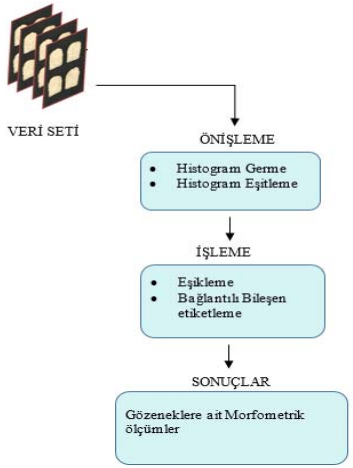 VERİ SETİ
ÖNİŞLEME
• Histogram Germe
• Histogram Eşitleme
İŞLEME
• Eşikleme
• Bağlantılı Bileşen
etiketleme
SONUÇLAR
Gözeneklere ait Morfometrik
ölçümler